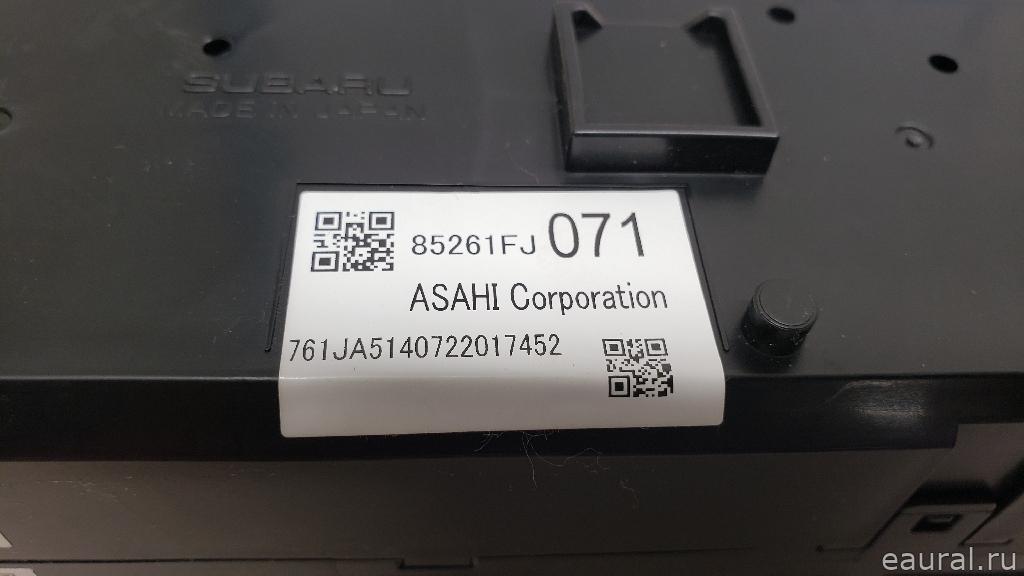 SUBARU
MADE IN JAPAN
85261FJ 071
ASAHI Corporation
761JA5140722017452
eaural.ru